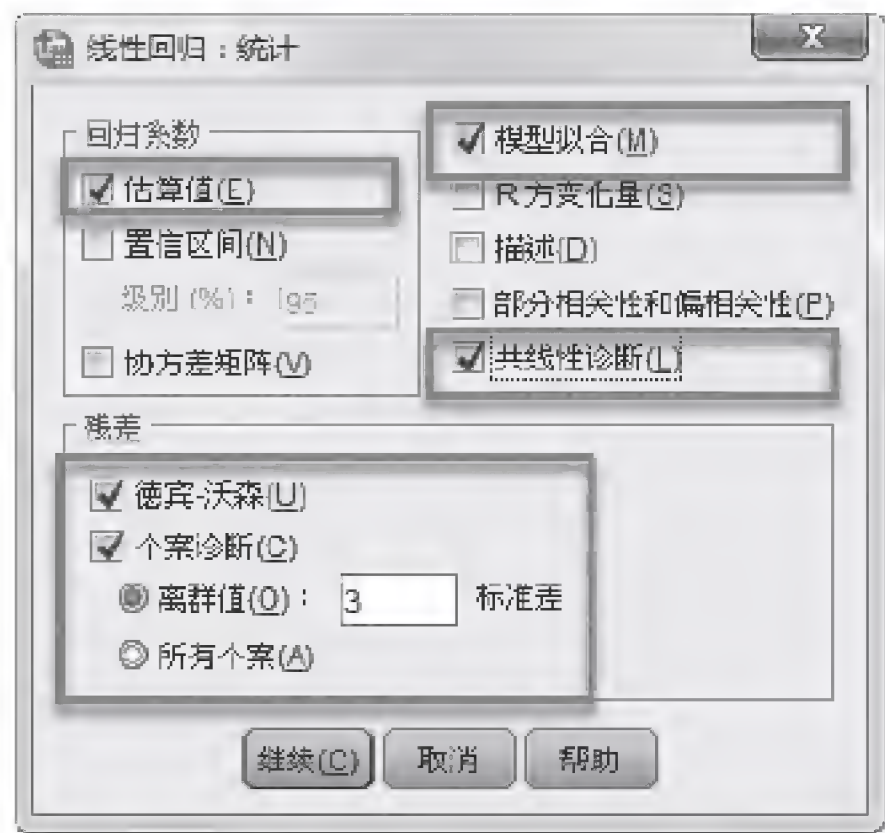 线性回归：统计
回归系数
估算值(E)
置信区间(N)
级别 (%)： 95
协方差矩阵(V)
模型拟合(M)
R 方变化量(S)
描述(D)
部分相关性和偏相关性(P)
共线性诊断(L)
残差
德宾-沃森(U)
个案诊断(C)
离群值(O)： 3 标准差
所有个案(A)
继续(C) 取消 帮助